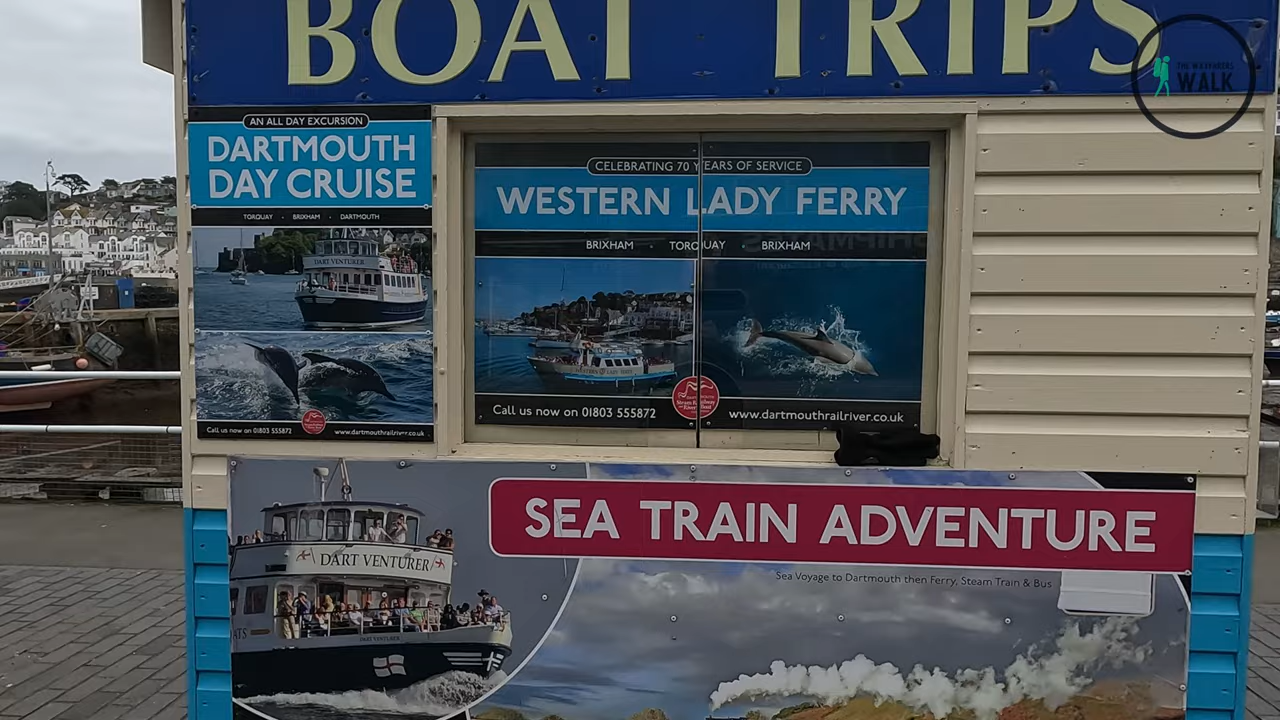 BOAT TRIPS
THE WAYFARERS
WALK
AN ALL DAY EXCURSION
DARTMOUTH
DAY CRUISE
TORQUAY · BRIXHAM · DARTMOUTH
DART VENTURER
Call us now on 01803 555872
www.dartmouthrailriver.co.uk
CELEBRATING 70 YEARS OF SERVICE
WESTERN LADY FERRY
BRIXHAM · TORQUAY · BRIXHAM
Call us now on 01803 555872
www.dartmouthrailriver.co.uk
SEA TRAIN ADVENTURE
Sea Voyage to Dartmouth then Ferry, Steam Train & Bus
DART VENTURER
DART VENTURER